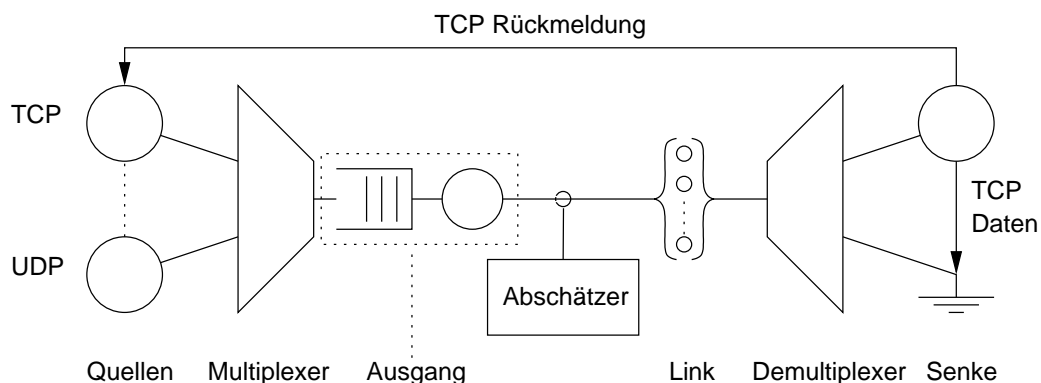 TCP Rückmeldung
TCP
TCP
Daten
UDP
Abschätzer
Quellen Multiplexer Ausgang Link Demultiplexer Senke